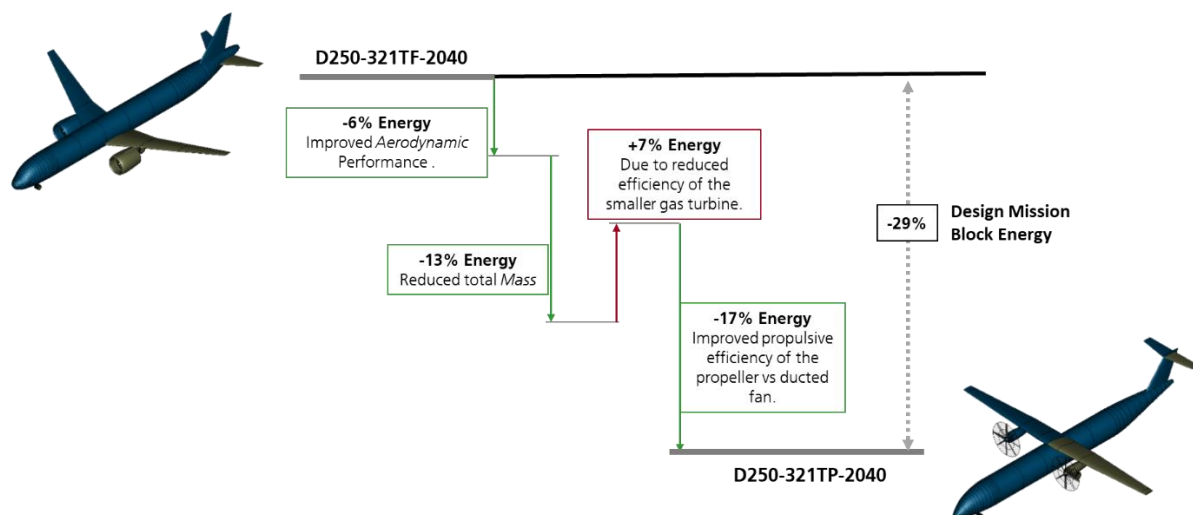 D250-321TF-2040
-6% Energy
Improved Aerodynamic
Performance .
+7% Energy
Due to reduced
efficiency of the
smaller gas turbine.
-13% Energy
Reduced total Mass
-29%
Design Mission
Block Energy
-17% Energy
Improved propulsive
efficiency of the
propeller vs ducted
fan.
D250-321TP-2040